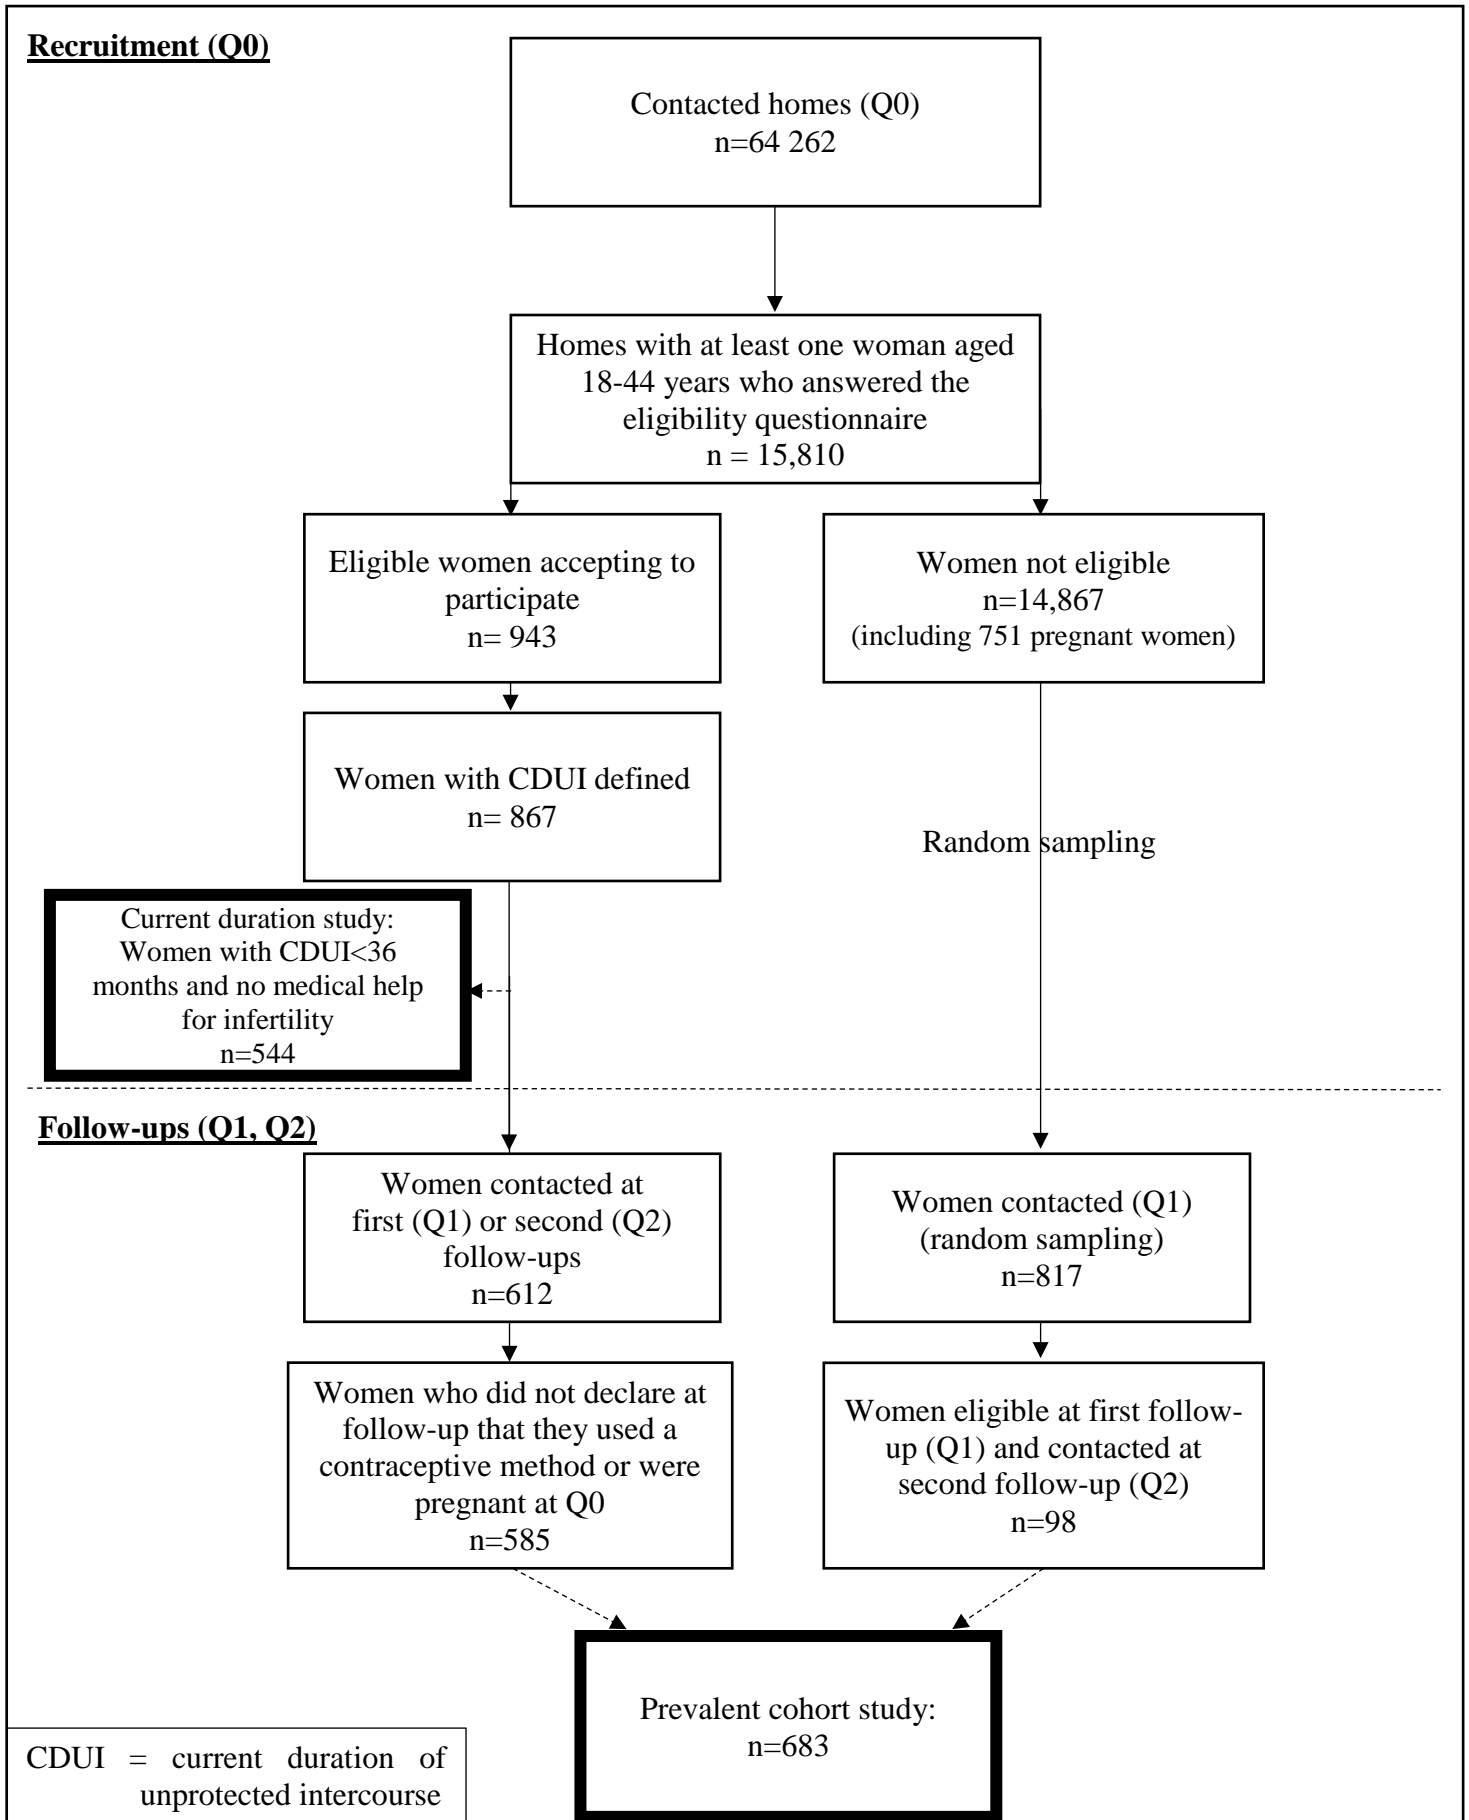 Recruitment (Q0)
Contacted homes (Q0)
n=64 262
Homes with at least one woman aged
18-44 years who answered the
eligibility questionnaire
n = 15,810
Eligible women accepting to
participate
n= 943
Women not eligible
n=14,867
(including 751 pregnant women)
Women with CDUI defined
n= 867
Random sampling
Current duration study:
Women with CDUI<36
months and no medical help
for infertility
n=544
Follow-ups (Q1, Q2)
Women contacted at
first (Q1) or second (Q2)
follow-ups
n=612
Women contacted (Q1)
(random sampling)
n=817
Women who did not declare at
follow-up that they used a
contraceptive method or were
pregnant at Q0
n=585
Women eligible at first follow-
up (Q1) and contacted at
second follow-up (Q2)
n=98
Prevalent cohort study:
n=683
CDUI = current duration of
unprotected intercourse